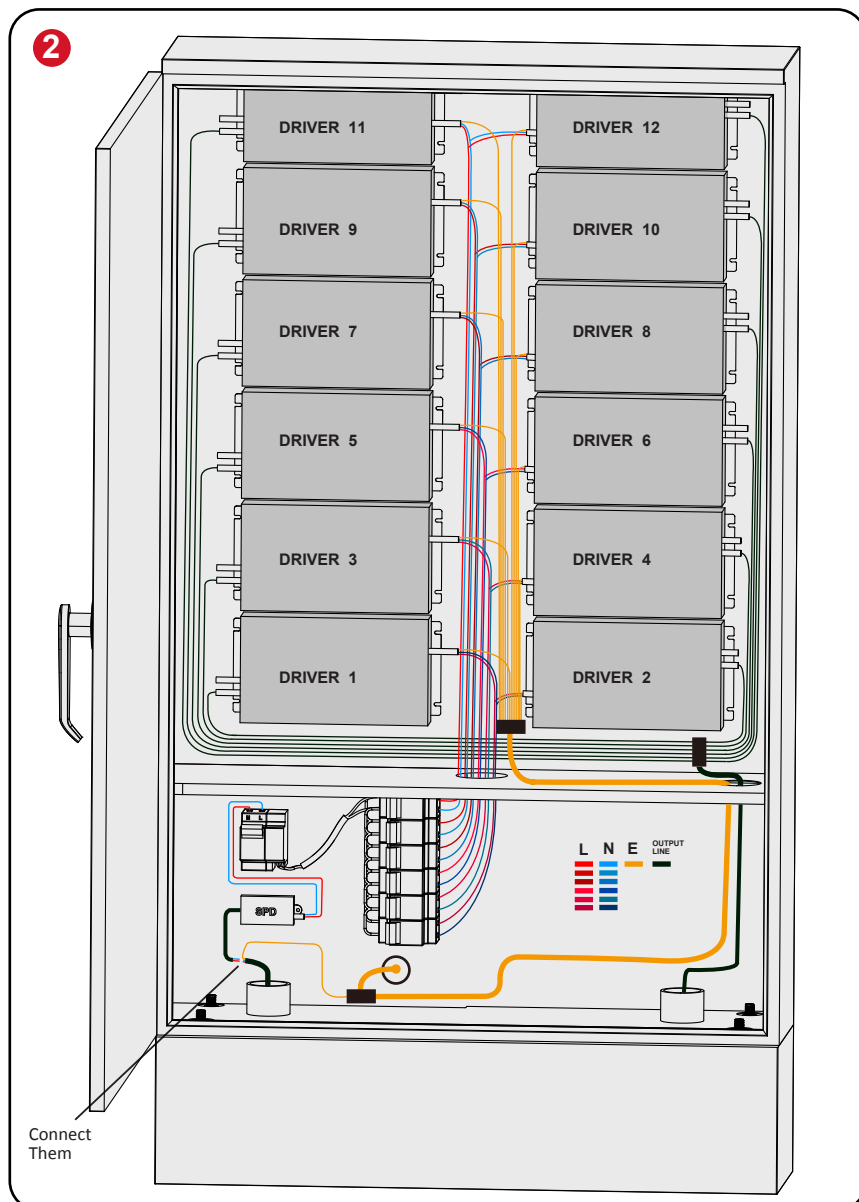 2
DRIVER 11
DRIVER 12
DRIVER 9
DRIVER 10
DRIVER 7
DRIVER 8
DRIVER 5
DRIVER 6
DRIVER 3
DRIVER 4
DRIVER 1
DRIVER 2
N L
L N E OUTPUT
LINE
SPD
Connect
Them